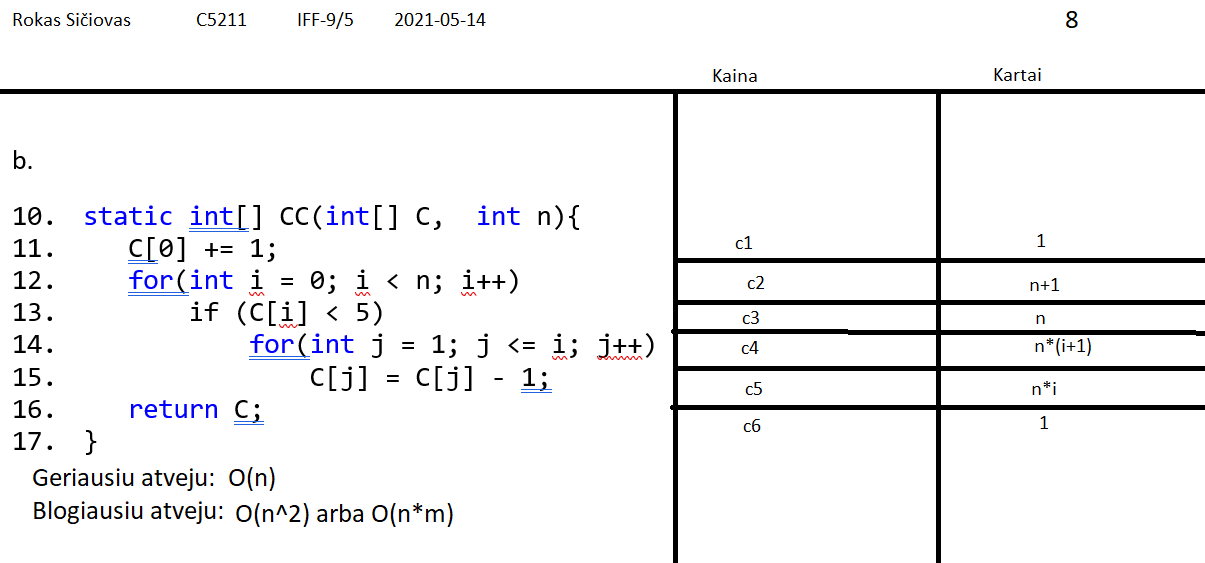 Rokas Sičiovas C5211 IFF-9/5 2021-05-14 8
Kaina Kartai
b.
10. static int[] CC(int[] C, int n){
11. C[0] += 1; c1 1
12. for(int i = 0; i < n; i++) c2 n+1
13. if (C[i] < 5) c3 n
14. for(int j = 1; j <= i; j++) c4 n*(i+1)
15. C[j] = C[j] - 1; c5 n*i
16. return C; c6 1
17. }
Geriausiu atveju: O(n)
Blogiausiu atveju: O(n^2) arba O(n*m)